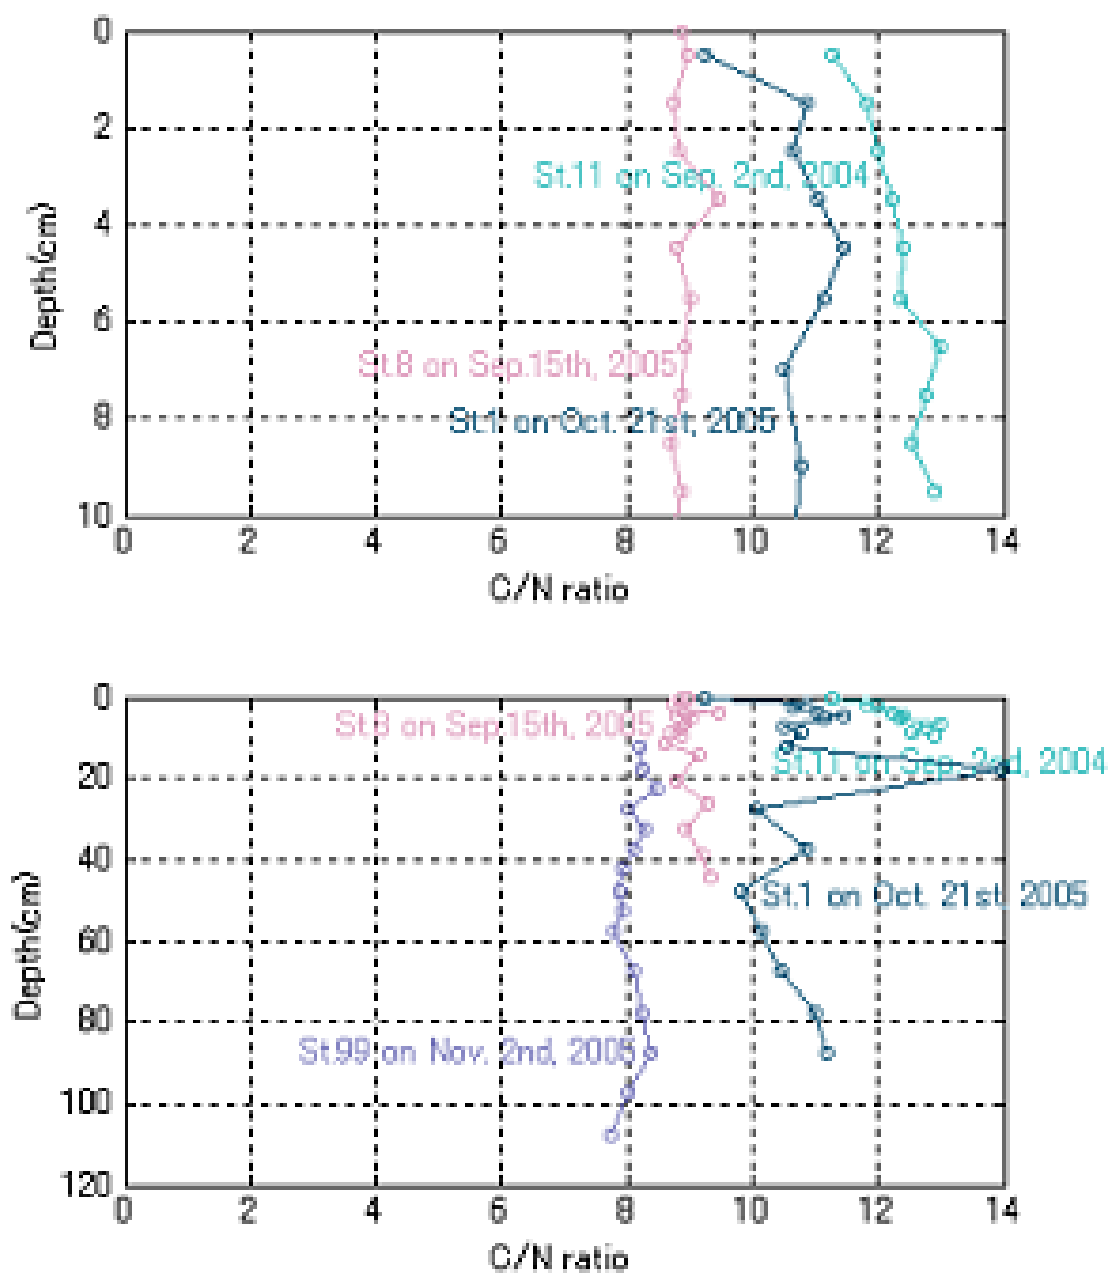 0
2
4
6
8
10
Depth(cm)
St.11 on Sep. 2nd, 2004
St.8 on Sep.15th, 2005
St.1 on Oct. 21st, 2005
0 2 4 6 8 10 12 14
C/N ratio
0
20
40
60
80
100
120
Depth(cm)
St.8 on Sep.15th, 2005
St.11 on Sep. 2nd, 2004
St.1 on Oct. 21st, 2005
St.99 on Nov. 2nd, 2005
0 2 4 6 8 10 12 14
C/N ratio